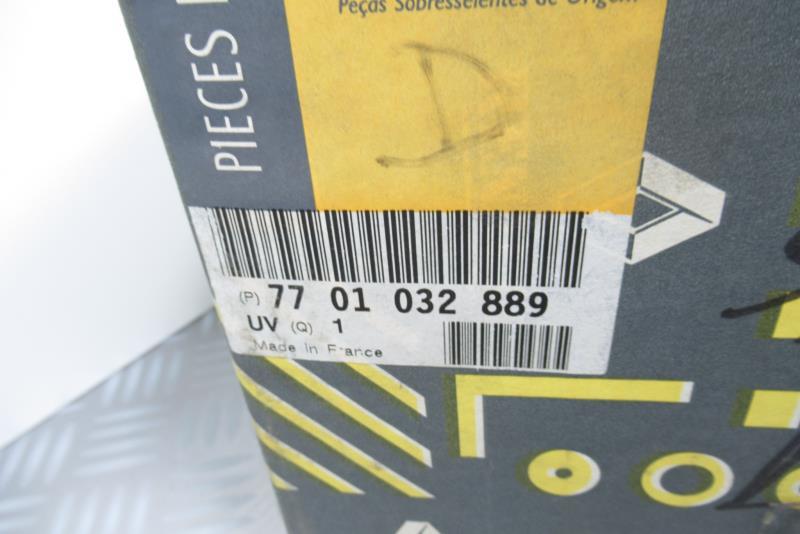 Peças Sobresselentes de Origem
PIECES
(P) 77 01 032 889
UV (Q) 1
Made in France